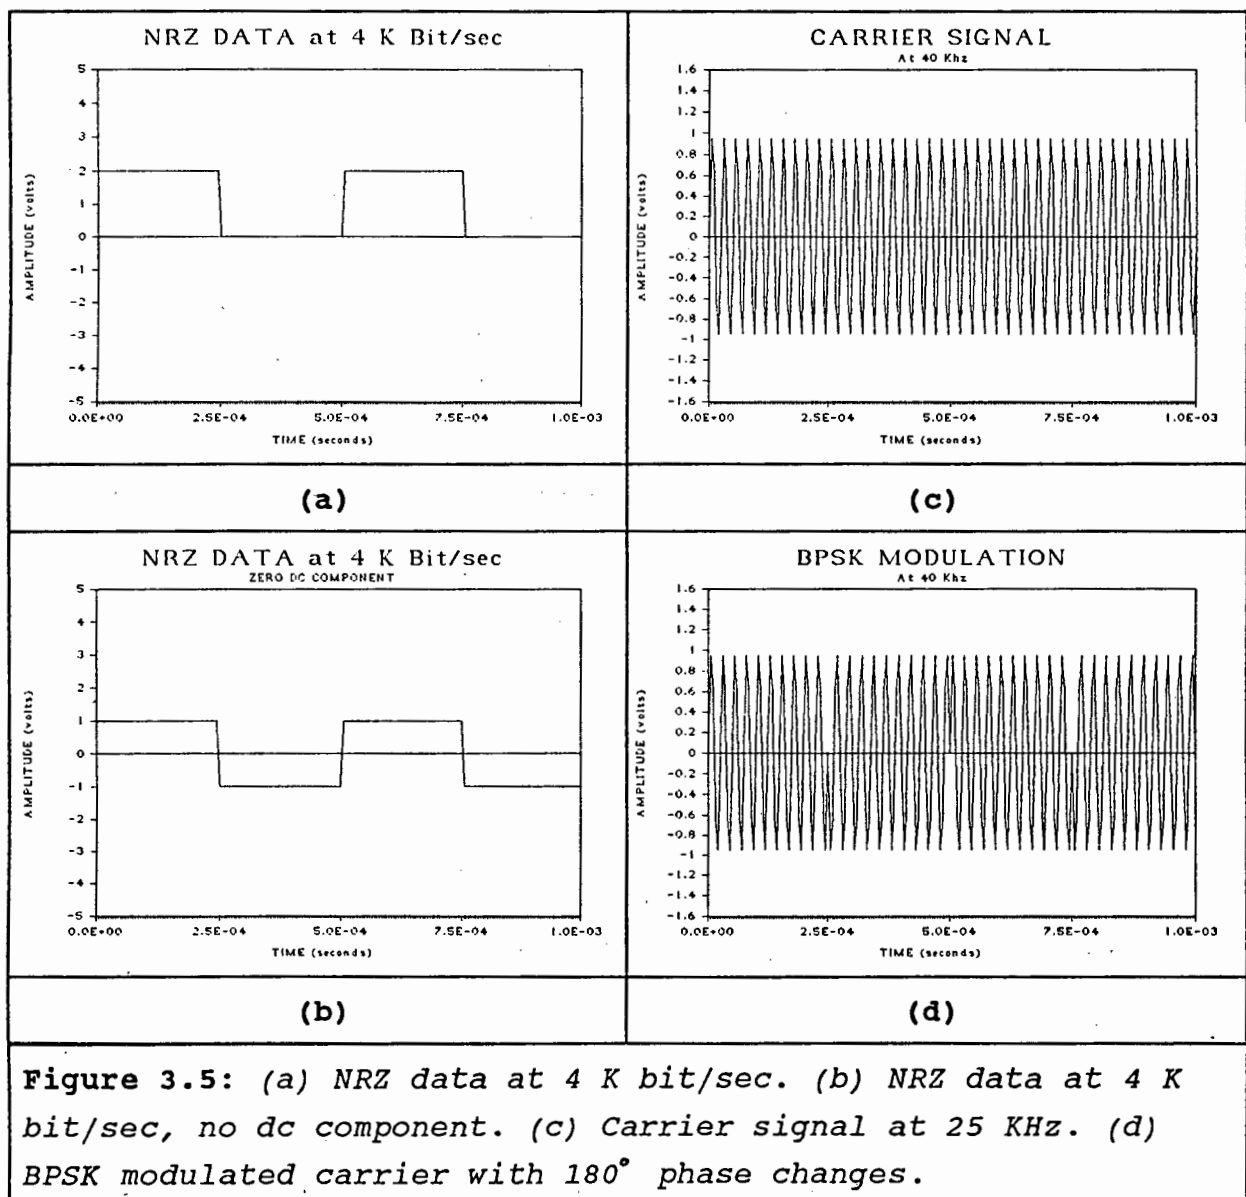 NRZ DATA at 4 K Bit/sec
5
4
3
2
1
0
-1
-2
-3
-4
-5
AMPLITUDE (volts)
0.0E+00 2.5E-04 5.0E-04 7.5E-04 1.0E-03
TIME (seconds)
(a)
CARRIER SIGNAL
At 40 Khz
1.6
1.4
1.2
1
0.8
0.6
0.4
0.2
0
-0.2
-0.4
-0.6
-0.8
-1
-1.2
-1.4
-1.6
AMPLITUDE (volts)
0.0E+00 2.5E-04 5.0E-04 7.5E-04 1.0E-03
TIME (seconds)
(c)
NRZ DATA at 4 K Bit/sec
ZERO DC COMPONENT
5
4
3
2
1
0
-1
-2
-3
-4
-5
AMPLITUDE (volts)
0.0E+00 2.5E-04 5.0E-04 7.5E-04 1.0E-03
TIME (seconds)
(b)
BPSK MODULATION
At 40 Khz
1.6
1.4
1.2
1
0.8
0.6
0.4
0.2
0
-0.2
-0.4
-0.6
-0.8
-1
-1.2
-1.4
-1.6
AMPLITUDE (volts)
0.0E+00 2.5E-04 5.0E-04 7.5E-04 1.0E-03
TIME (seconds)
(d)
Figure 3.5: (a) NRZ data at 4 K bit/sec. (b) NRZ data at 4 K
bit/sec, no dc component. (c) Carrier signal at 25 KHz. (d)
BPSK modulated carrier with 180° phase changes.